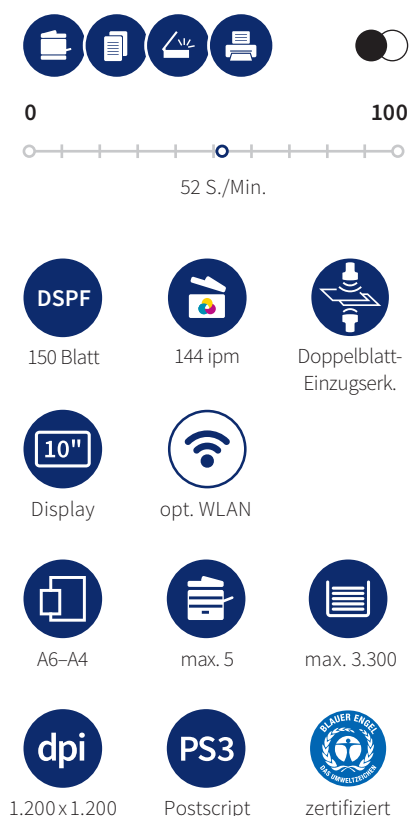 0 100
52 S./Min.
DSPF
150 Blatt
144 ipm
Doppelblatt-
Einzugserk.
10"
Display
opt. WLAN
A6–A4
max. 5
max. 3.300
dpi
1.200 x 1.200
PS3
Postscript
BLAUER ENGEL
DAS UMWELTZEICHEN
zertifiziert